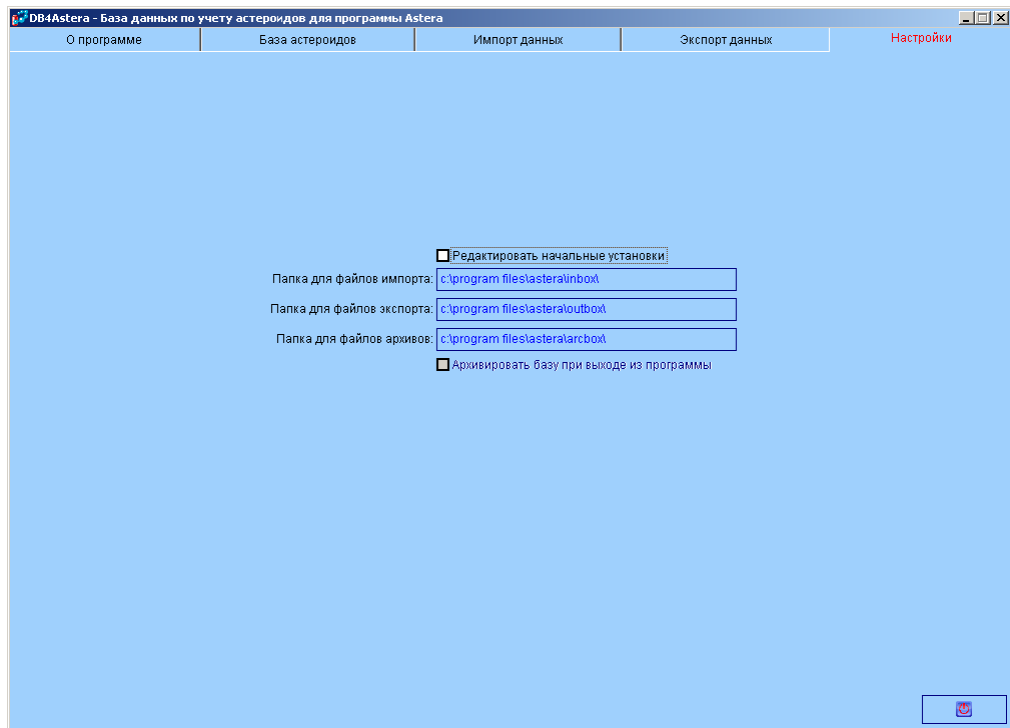 DB4Astera - База данных по учету астероидов для программы Astera
О программе База астероидов Импорт данных Экспорт данных Настройки
Редактировать начальные установки
Папка для файлов импорта: c:\program files\astera\inbox\
Папка для файлов экспорта: c:\program files\astera\outbox\
Папка для файлов архивов: c:\program files\astera\arcbox\
Архивировать базу при выходе из программы